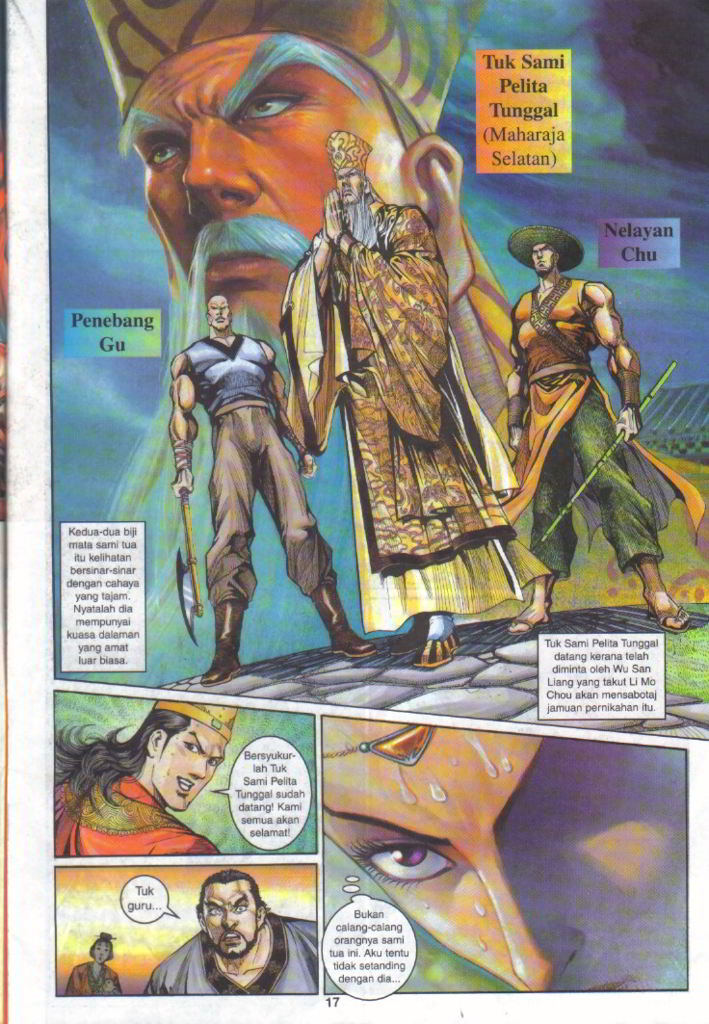 Tuk Sami
Pelita
Tunggal
(Maharaja
Selatan)
Nelayan
Chu
Penebang
Gu
Kedua-dua biji
mata sami tua
itu kelihatan
bersinar-sinar
dengan cahaya
yang tajam.
Nyatalah dia
mempunyai
kuasa dalaman
yang amat
luar biasa.
Tuk Sami Pelita Tunggal
datang kerana telah
diminta oleh Wu San
Liang yang takut Li Mo
Chou akan mensabotaj
jamuan pernikahan itu.
Bersyukur-
lah Tuk
Sami Pelita
Tunggal sudah
datang! Kami
semua akan
selamat!
Tuk
guru...
Bukan
calang-calang
orangnya sami
tua ini. Aku tentu
tidak setanding
dengan dia...
17